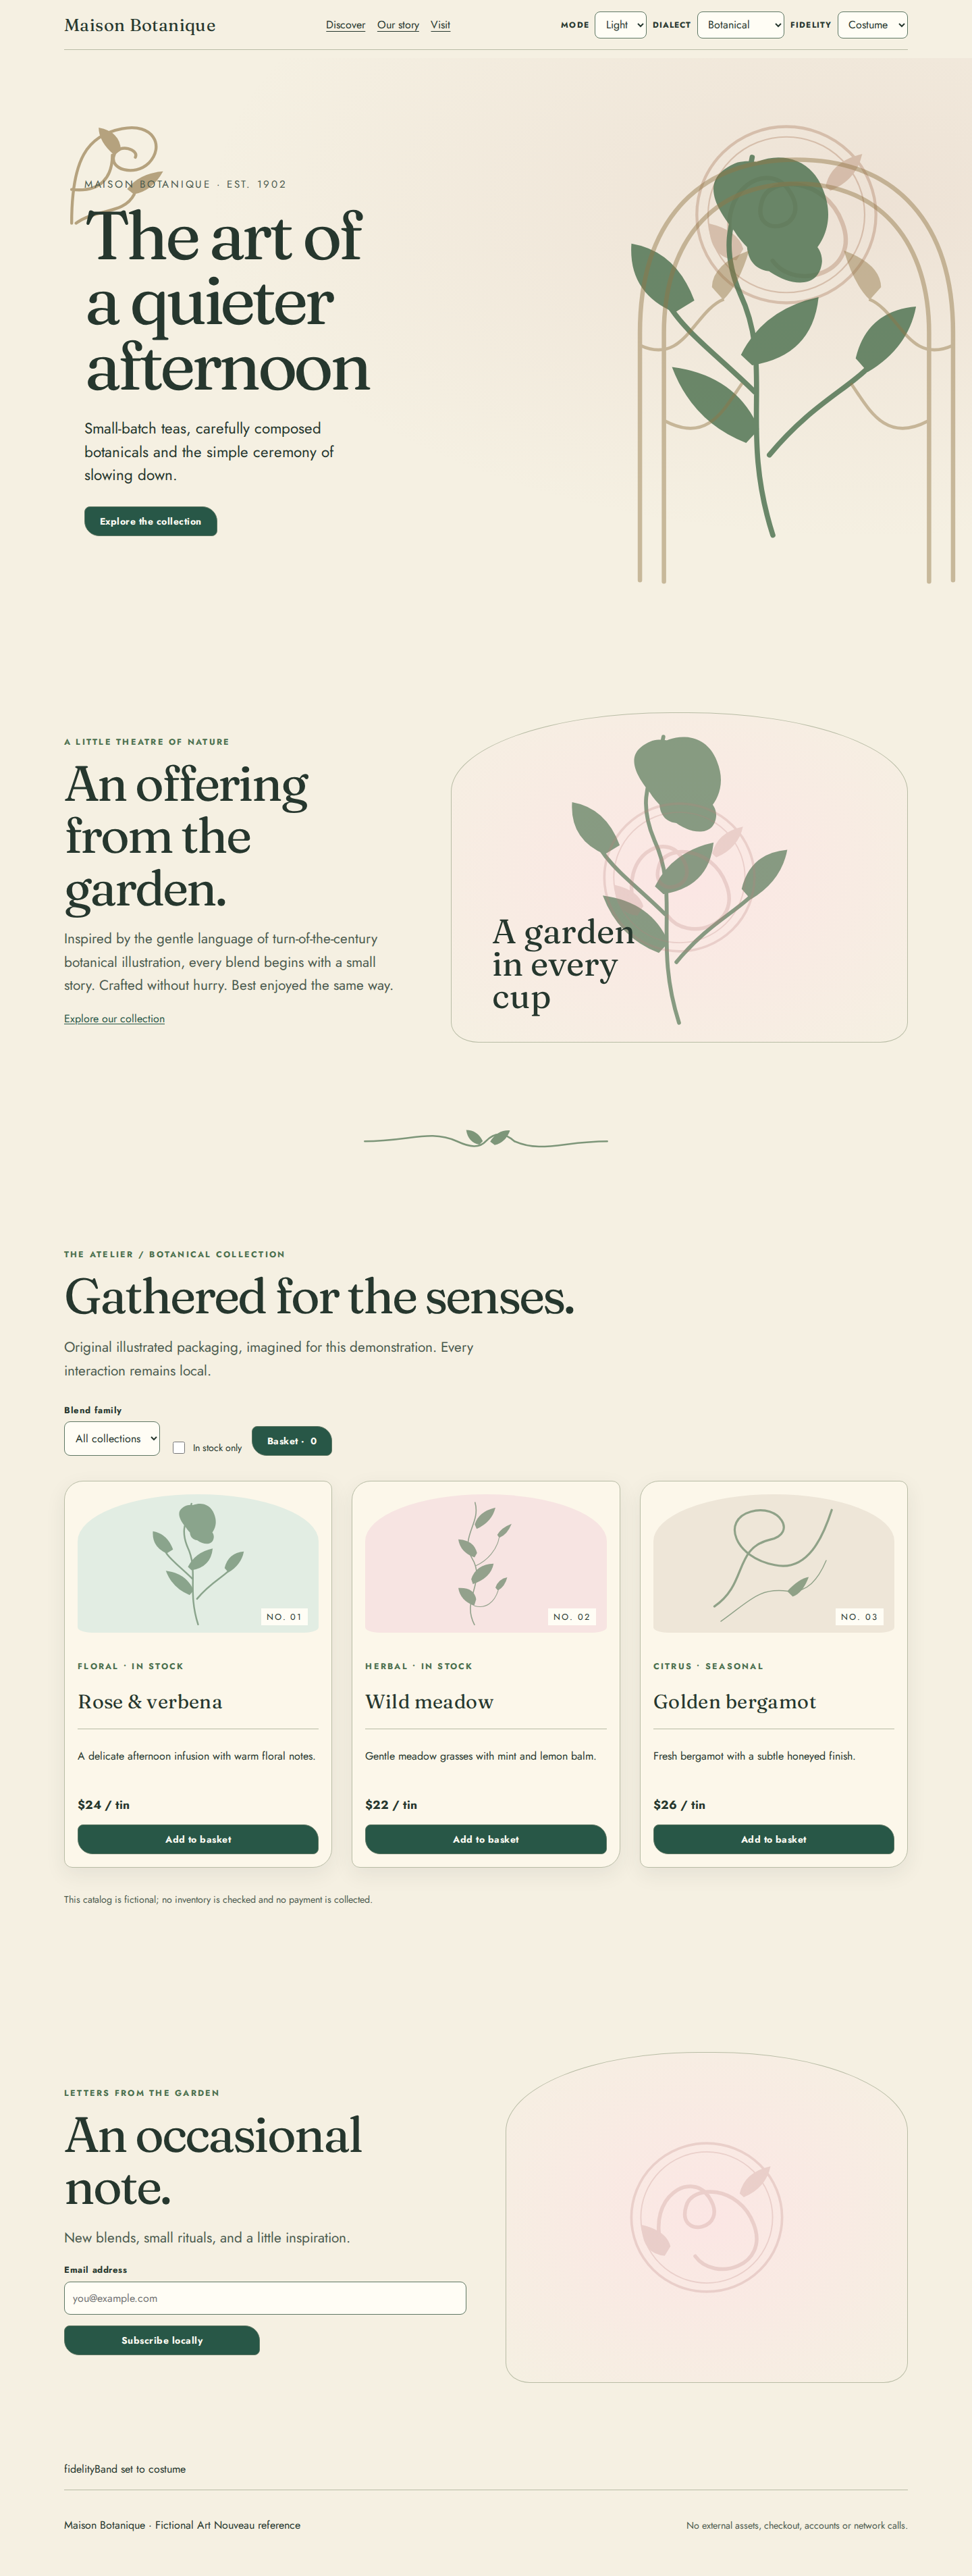 Maison Botanique
Discover Our story Visit
MODE Light DIALECT Botanical FIDELITY Costume
MAISON BOTANIQUE · EST. 1902
The art of
a quieter
afternoon
Small-batch teas, carefully composed
botanicals and the simple ceremony of
slowing down.
Explore the collection
A LITTLE THEATRE OF NATURE
An offering
from the
garden.
Inspired by the gentle language of turn-of-the-century
botanical illustration, every blend begins with a small
story. Crafted without hurry. Best enjoyed the same way.
Explore our collection
A garden
in every
cup
THE ATELIER / BOTANICAL COLLECTION
Gathered for the senses.
Original illustrated packaging, imagined for this demonstration. Every
interaction remains local.
Blend family
All collections
In stock only
Basket · 0
NO. 01
FLORAL · IN STOCK
Rose & verbena
A delicate afternoon infusion with warm floral notes.
$24 / tin
Add to basket
NO. 02
HERBAL · IN STOCK
Wild meadow
Gentle meadow grasses with mint and lemon balm.
$22 / tin
Add to basket
NO. 03
CITRUS · SEASONAL
Golden bergamot
Fresh bergamot with a subtle honeyed finish.
$26 / tin
Add to basket
This catalog is fictional; no inventory is checked and no payment is collected.
LETTERS FROM THE GARDEN
An occasional
note.
New blends, small rituals, and a little inspiration.
Email address
you@example.com
Subscribe locally
fidelityBand set to costume
Maison Botanique · Fictional Art Nouveau reference
No external assets, checkout, accounts or network calls.